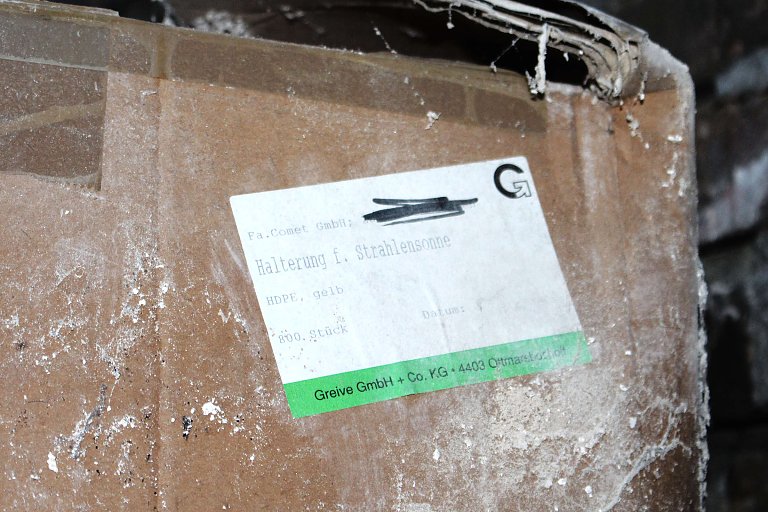 Fa.Comet GmbH;
Halterung f. Strahlensonne
HDPE, gelb
800 Stück
Datum:
Greive GmbH + Co. KG • 4403 Ottmarsbocholt